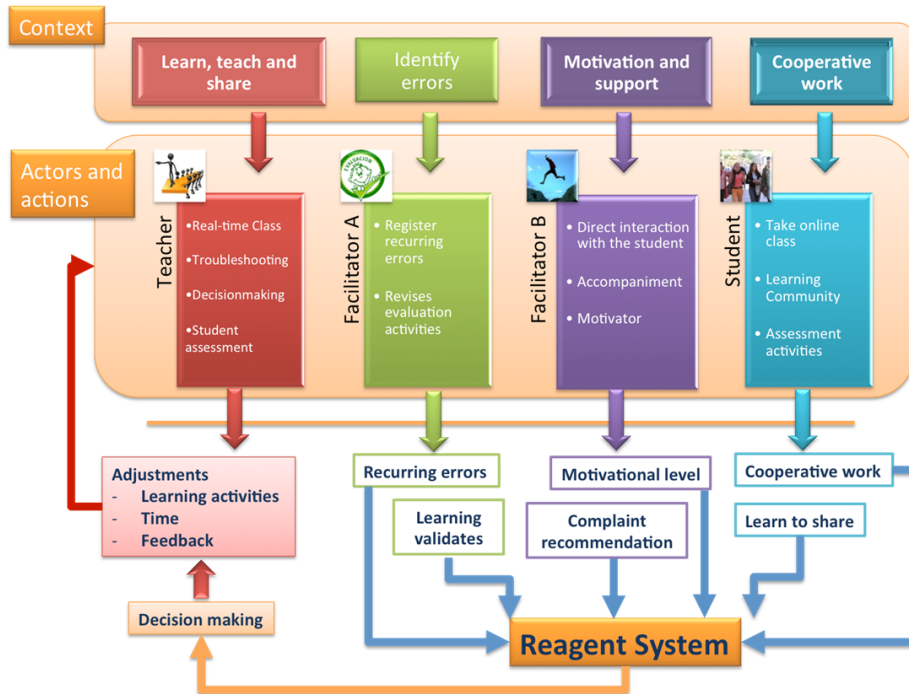 Context
Learn, teach and
share
Identify
errors
Motivation and
support
Cooperative
work
Actors and
actions
Teacher
•Real-time Class
•Troubleshooting
•Decisionmaking
•Student
assessment
EVALUACION
Facilitator A
• Register
recurring
errors
• Revises
evaluation
activities
Facilitator B
• Direct interaction
with the student
• Accompaniment
• Motivator
Student
• Take online
class
• Learning
Community
• Assessment
activities
Adjustments
- Learning activities
- Time
- Feedback
Recurring errors
Learning
validates
Motivational level
Complaint
recommendation
Cooperative work
Learn to share
Decision making
Reagent System